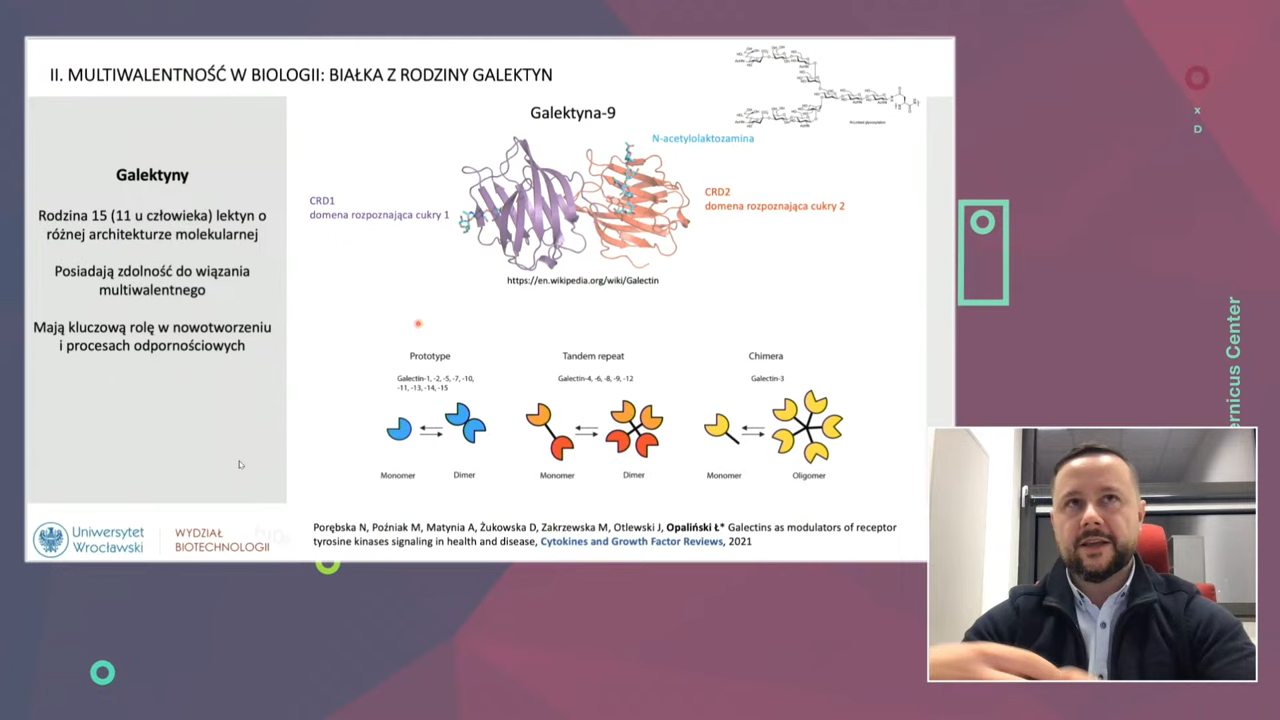 II. MULTIWALENTNOŚĆ W BIOLOGII: BIAŁKA Z RODZINY GALEKTYN
Galektyny
Rodzina 15 (11 u człowieka) lektyn o
różnej architekturze molekularnej
Posiadają zdolność do wiązania
multiwalentnego
Mają kluczową rolę w nowotworzeniu
i procesach odpornościowych
Galektyna-9
N-acetylolaktozamina
CRD1
domena rozpoznająca cukry 1
CRD2
domena rozpoznająca cukry 2
https://en.wikipedia.org/wiki/Galectin
Prototype
Galectin-1, -2, -5, -7, -10,
-11, -13, -14, -15
Monomer
Dimer
Tandem repeat
Galectin-4, -6, -8, -9, -12
Monomer
Dimer
Chimera
Galectin-3
Monomer
Oligomer
Uniwersytet
Wrocławski
WYDZIAŁ
BIOTECHNOLOGII
Porębska N, Poźniak M, Matynia A, Żukowska D, Zakrzewska M, Otlewski J, Opaliński Ł* Galectins as modulators of receptor
tyrosine kinases signaling in health and disease, Cytokines and Growth Factor Reviews, 2021
x
D
ernicus Center